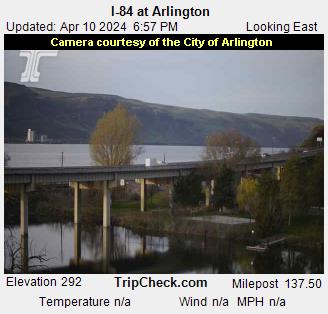 I-84 at Arlington
Updated: Apr 10 2024 6:57 PM Looking East
Camera courtesy of the City of Arlington
Elevation 292 TripCheck.com Milepost 137.50
Temperature n/a Wind n/a MPH n/a